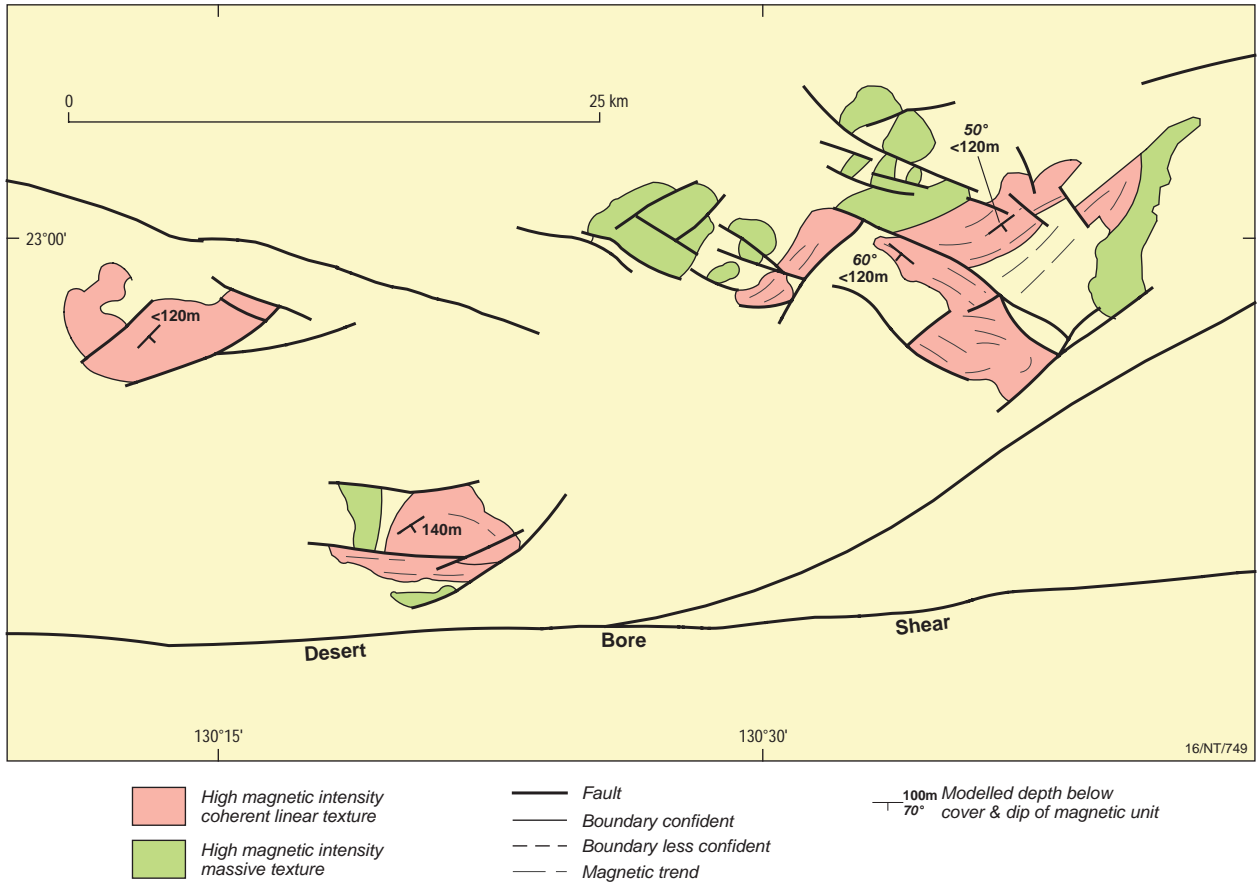 0
25 km
50°
<120m
23°00'
60°
<120m
<120m
140m
Desert
Bore
Shear
130°15'
130°30'
16/NT/749
High magnetic intensity
coherent linear texture
High magnetic intensity
massive texture
Fault
Boundary confident
Boundary less confident
Magnetic trend
100m
70°
Modelled depth below
cover & dip of magnetic unit